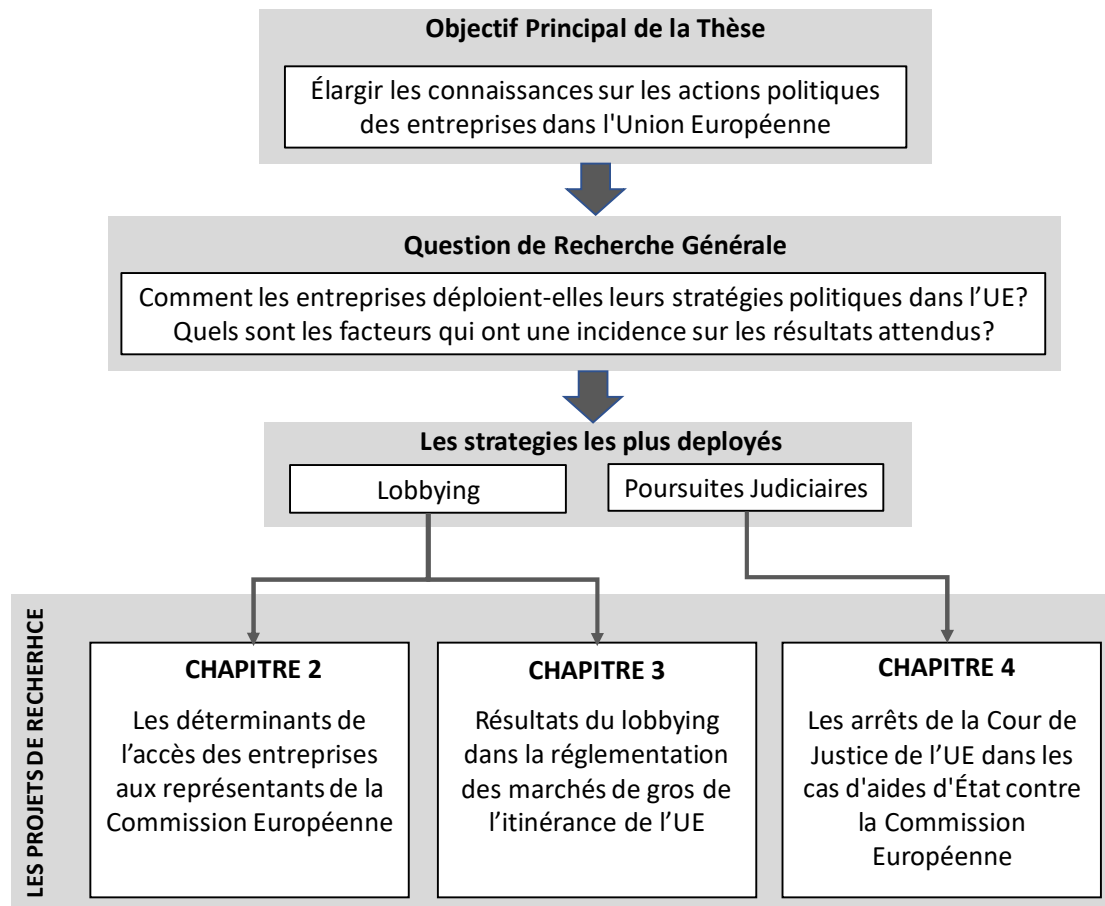 Objectif Principal de la Thèse
Élargir les connaissances sur les actions politiques
des entreprises dans l'Union Européenne
Question de Recherche Générale
Comment les entreprises déploient-elles leurs stratégies politiques dans l’UE?
Quels sont les facteurs qui ont une incidence sur les résultats attendus?
Les strategies les plus deployés
Lobbying
Poursuites Judiciaires
LES PROJETS DE RECHERHCE
CHAPITRE 2
Les déterminants de
l’accès des entreprises
aux représentants de la
Commission Européenne
CHAPITRE 3
Résultats du lobbying
dans la réglementation
des marchés de gros de
l’itinérance de l’UE
CHAPITRE 4
Les arrêts de la Cour de
Justice de l’UE dans les
cas d'aides d'État contre
la Commission
Européenne